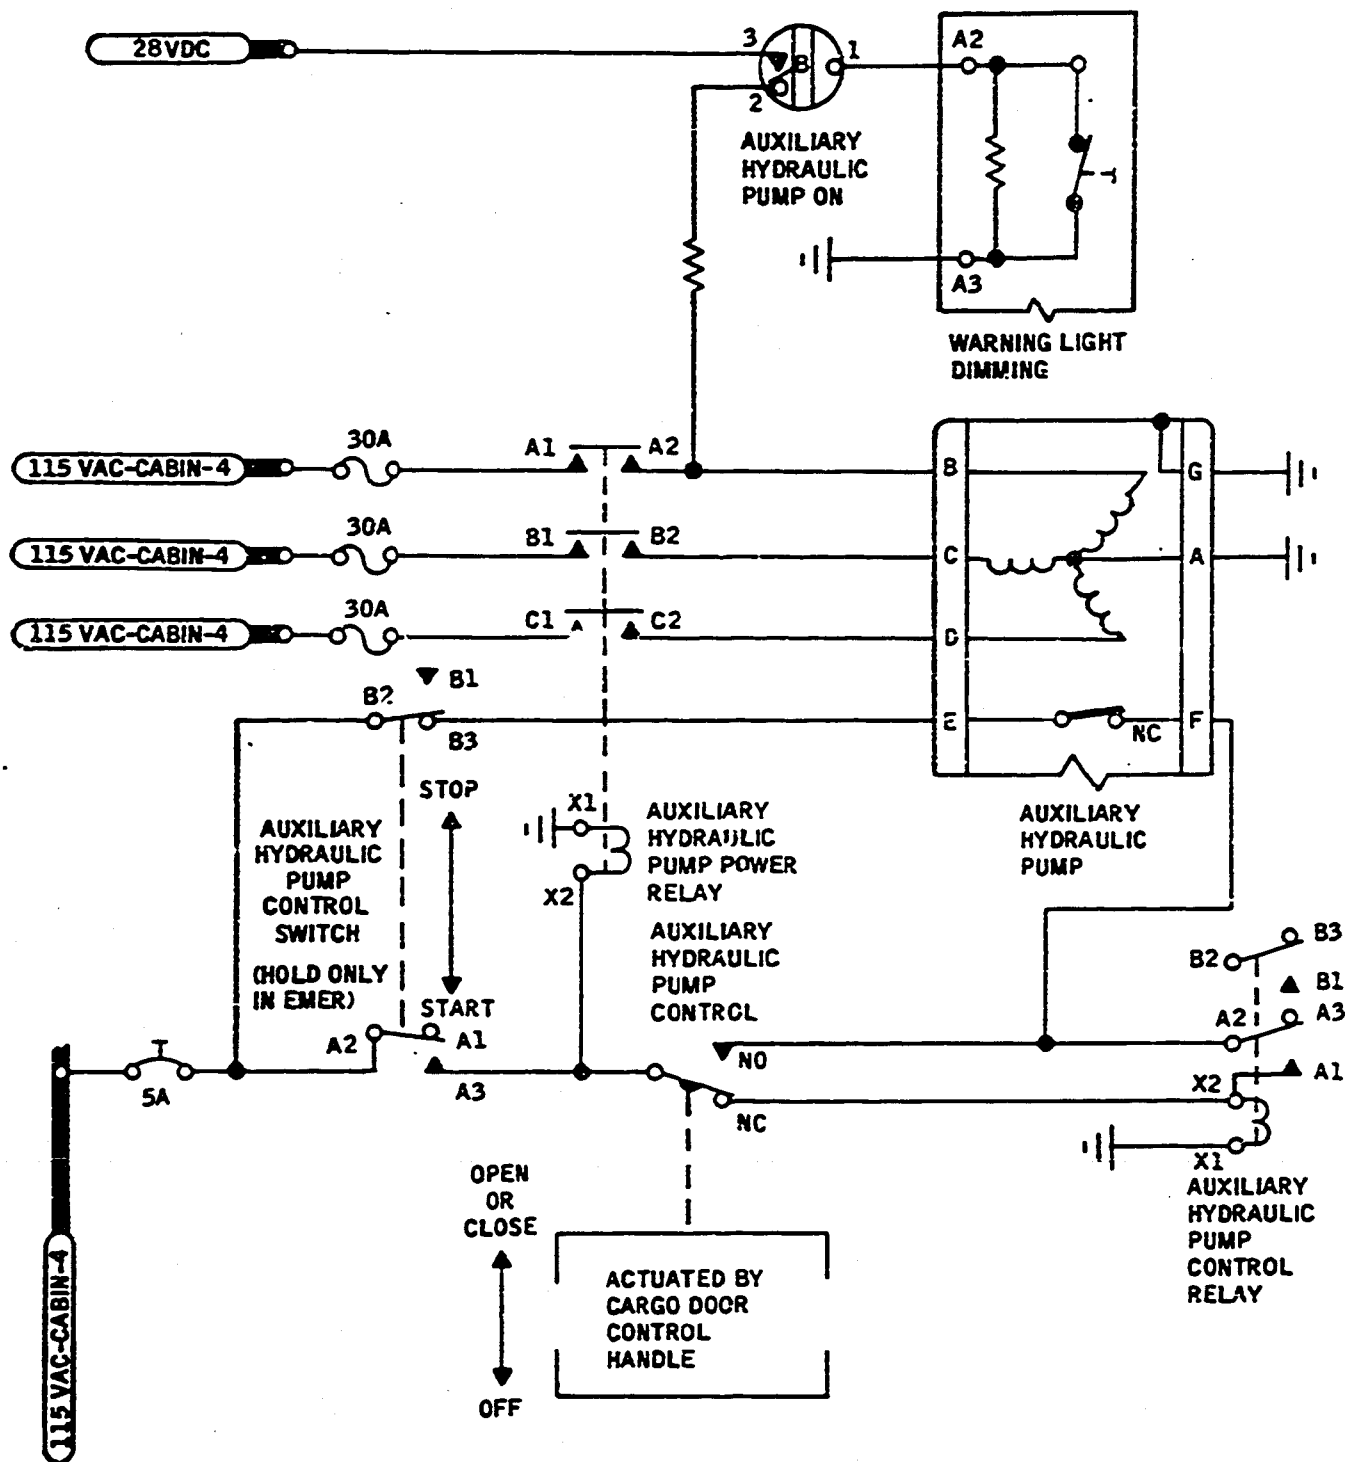 28VDC
3
B
1
2
AUXILIARY
HYDRAULIC
PUMP ON
A2
A3
WARNING LIGHT
DIMMING
115 VAC-CABIN-4
30A
A1
A2
B
G
115 VAC-CABIN-4
30A
B1
B2
C
A
115 VAC-CABIN-4
30A
C1
C2
D
B1
B2
B3
E
NC
F
STOP
AUXILIARY
HYDRAULIC
PUMP
CONTROL
SWITCH
(HOLD ONLY
IN EMER)
START
X1
X2
AUXILIARY
HYDRAULIC
PUMP POWER
RELAY
AUXILIARY
HYDRAULIC
PUMP
AUXILIARY
HYDRAULIC
PUMP
CONTROL
B3
B2
B1
A2
A3
A1
A2
A1
A3
5A
NO
NC
X2
X1
AUXILIARY
HYDRAULIC
PUMP
CONTROL
RELAY
OPEN
OR
CLOSE
OFF
ACTUATED BY
CARGO DOOR
CONTROL
HANDLE
115 VAC-CABIN-4